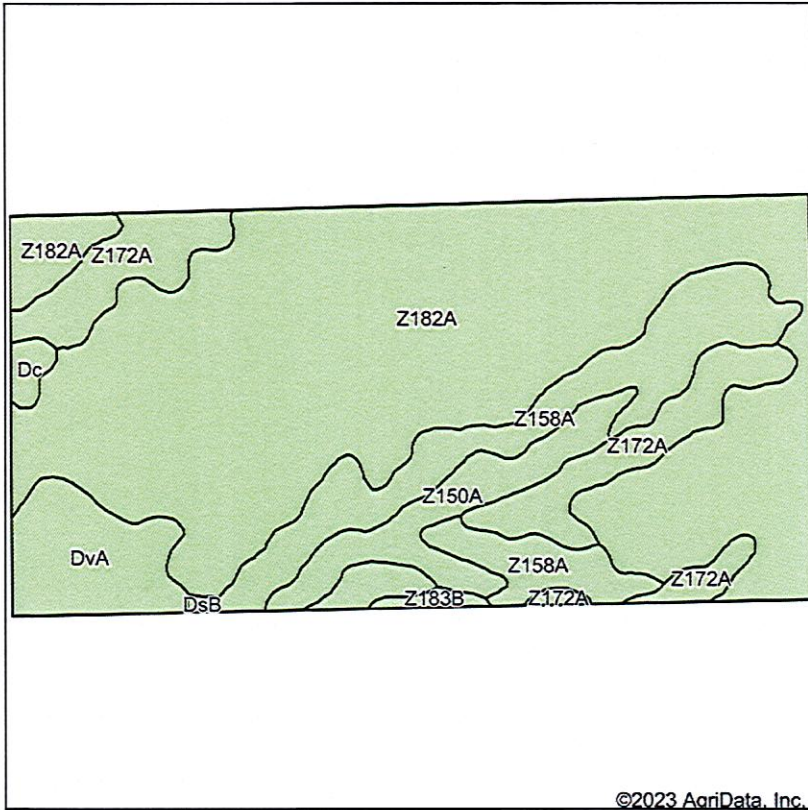 Z182A
Z172A
Z182A
Dc
Z158A
Z172A
Z150A
DvA
Z158A
Z172A
DsB
Z183B
Z172A
©2023 AgriData, Inc.